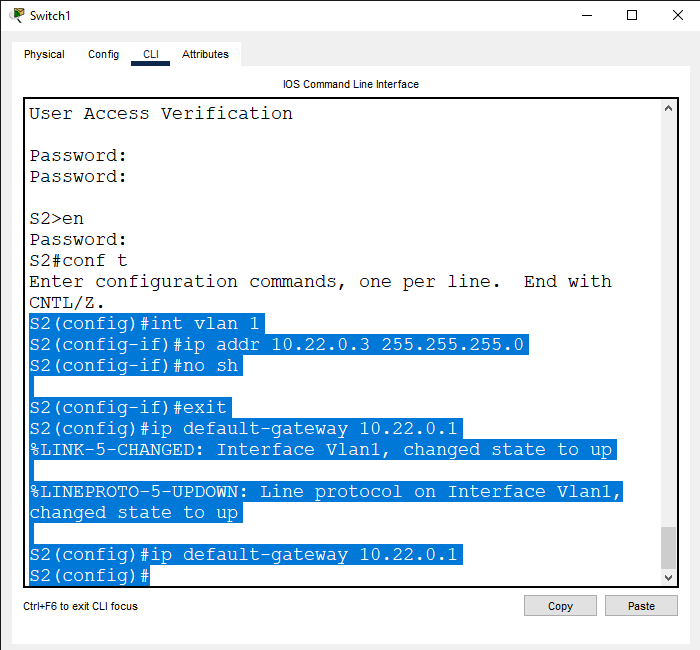 Switch1
Physical Config CLI Attributes
IOS Command Line Interface
User Access Verification
Password:
Password:
S2>en
Password:
S2#conf t
Enter configuration commands, one per line.  End with
CNTL/Z.
S2(config)#int vlan 1
S2(config-if)#ip addr 10.22.0.3 255.255.255.0
S2(config-if)#no sh
S2(config-if)#exit
S2(config)#ip default-gateway 10.22.0.1
%LINK-5-CHANGED: Interface Vlan1, changed state to up
%LINEPROTO-5-UPDOWN: Line protocol on Interface Vlan1,
changed state to up
S2(config)#ip default-gateway 10.22.0.1
S2(config)#
Ctrl+F6 to exit CLI focus
Copy Paste